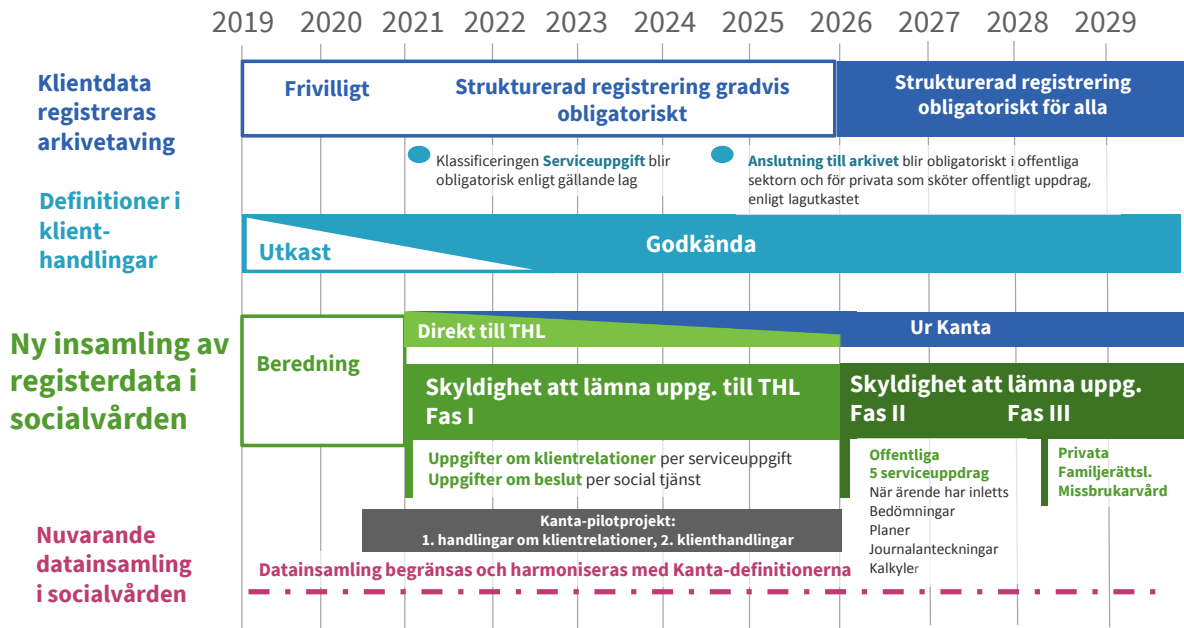 2019 2020 2021 2022 2023 2024 2025 2026 2027 2028 2029
Klientdata
registreras
arkivetaving
Frivilligt
Strukturerad registrering gradvis
obligatoriskt
Strukturerad registrering
obligatoriskt för alla
Klassificeringen Serviceuppgift blir
obligatorisk enligt gällande lag
Anslutning till arkivet blir obligatoriskt i offentliga
sektorn och för privata som sköter offentligt uppdrag,
enligt lagutkastet
Definitioner i
klient-
handlingar
Utkast
Godkända
Ny insamling av
registerdata i
socialvården
Beredning
Direkt till THL
Ur Kanta
Skyldighet att lämna uppg. till THL
Fas I
Skyldighet att lämna uppg.
Fas II Fas III
Uppgifter om klientrelationer per serviceuppgift
Uppgifter om beslut per social tjänst
Offentliga
5 serviceuppdrag
När ärende har inletts
Bedömningar
Planer
Journalanteckningar
Kalkyler
Privata
Familjerättsl.
Missbrukarvård
Kanta-pilotprojekt:
1. handlingar om klientrelationer, 2. klienthandlingar
Nuvarande
datainsamling
i socialvården
Datainsamling begränsas och harmoniseras med Kanta-definitionerna